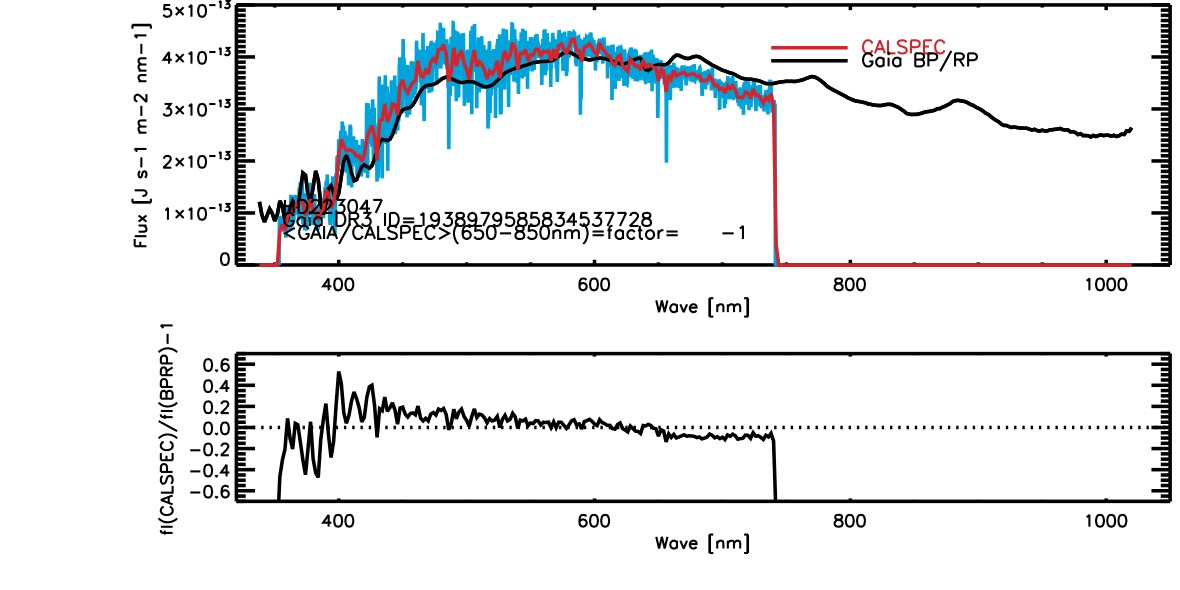 5×10−13
4×10−13
3×10−13
2×10−13
1×10−13
0
Flux [J s−1 m−2 nm−1]
CALSPEC
Gaia BP/RP
HD223047
Gaia DR3 ID=1938979585834537728
<GAIA/CALSPEC>(650−850nm)=factor= −1
400 600 800 1000
Wave [nm]
fl(CALSPEC)/fl(BPRP)−1
0.6
0.4
0.2
0.0
−0.2
−0.4
−0.6
400 600 800 1000
Wave [nm]